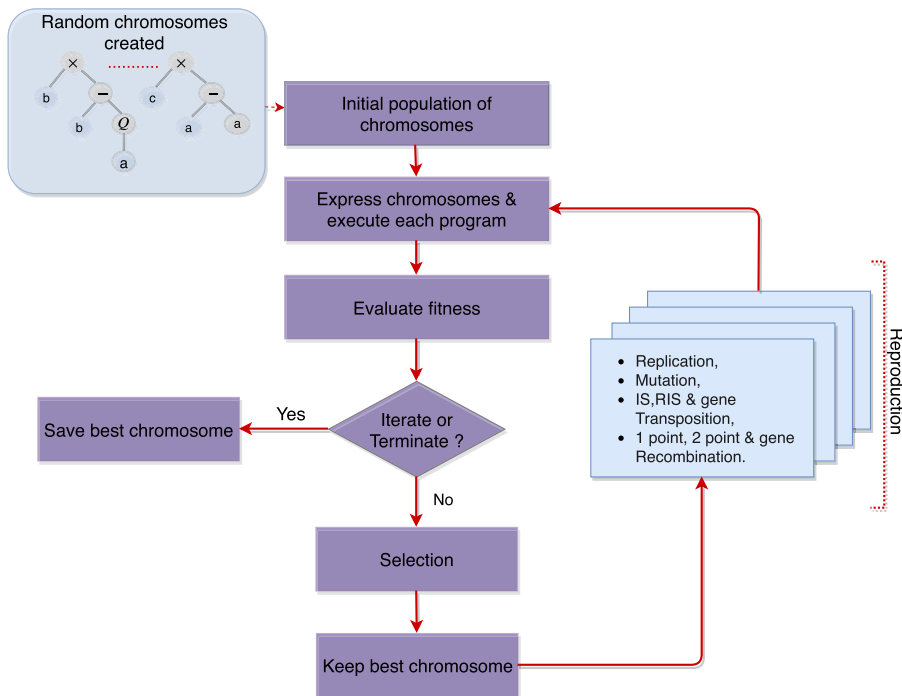 Random chromosomes
created
×
×
b
−
c
−
b
Q
a
a
a
Initial population of
chromosomes
Express chromosomes &
execute each program
Evaluate fitness
Iterate or
Terminate ?
Yes
Save best chromosome
No
Selection
Keep best chromosome
• Replication,
• Mutation,
• IS,RIS & gene
Transposition,
• 1 point, 2 point & gene
Recombination.
Reproduction